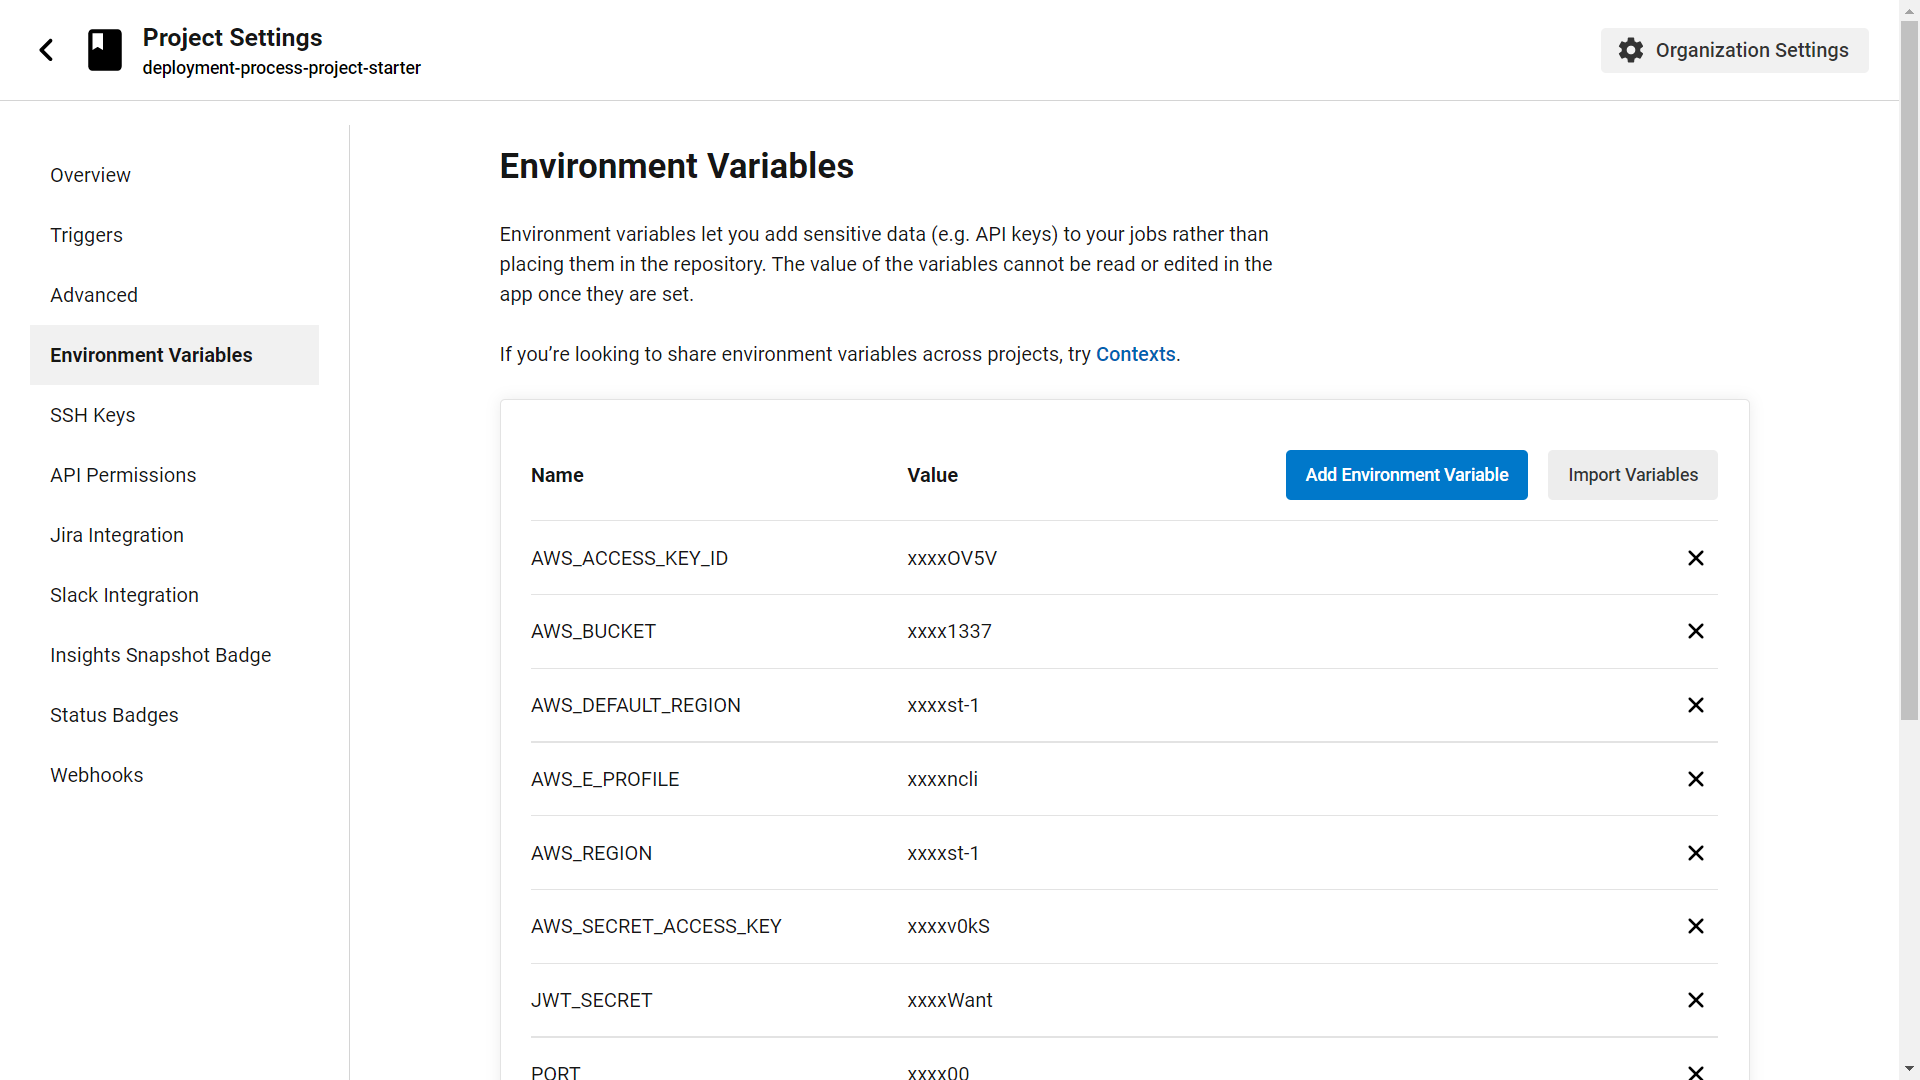 Project Settings
deployment-process-project-starter
Organization Settings
Overview
Triggers
Advanced
Environment Variables
SSH Keys
API Permissions
Jira Integration
Slack Integration
Insights Snapshot Badge
Status Badges
Webhooks
Environment Variables
Environment variables let you add sensitive data (e.g. API keys) to your jobs rather than
placing them in the repository. The value of the variables cannot be read or edited in the
app once they are set.
If you’re looking to share environment variables across projects, try Contexts.
Name Value Add Environment Variable Import Variables
AWS_ACCESS_KEY_ID xxxxOV5V
AWS_BUCKET xxxx1337
AWS_DEFAULT_REGION xxxxst-1
AWS_E_PROFILE xxxxncli
AWS_REGION xxxxst-1
AWS_SECRET_ACCESS_KEY xxxxv0kS
JWT_SECRET xxxxWant
PORT xxxx00